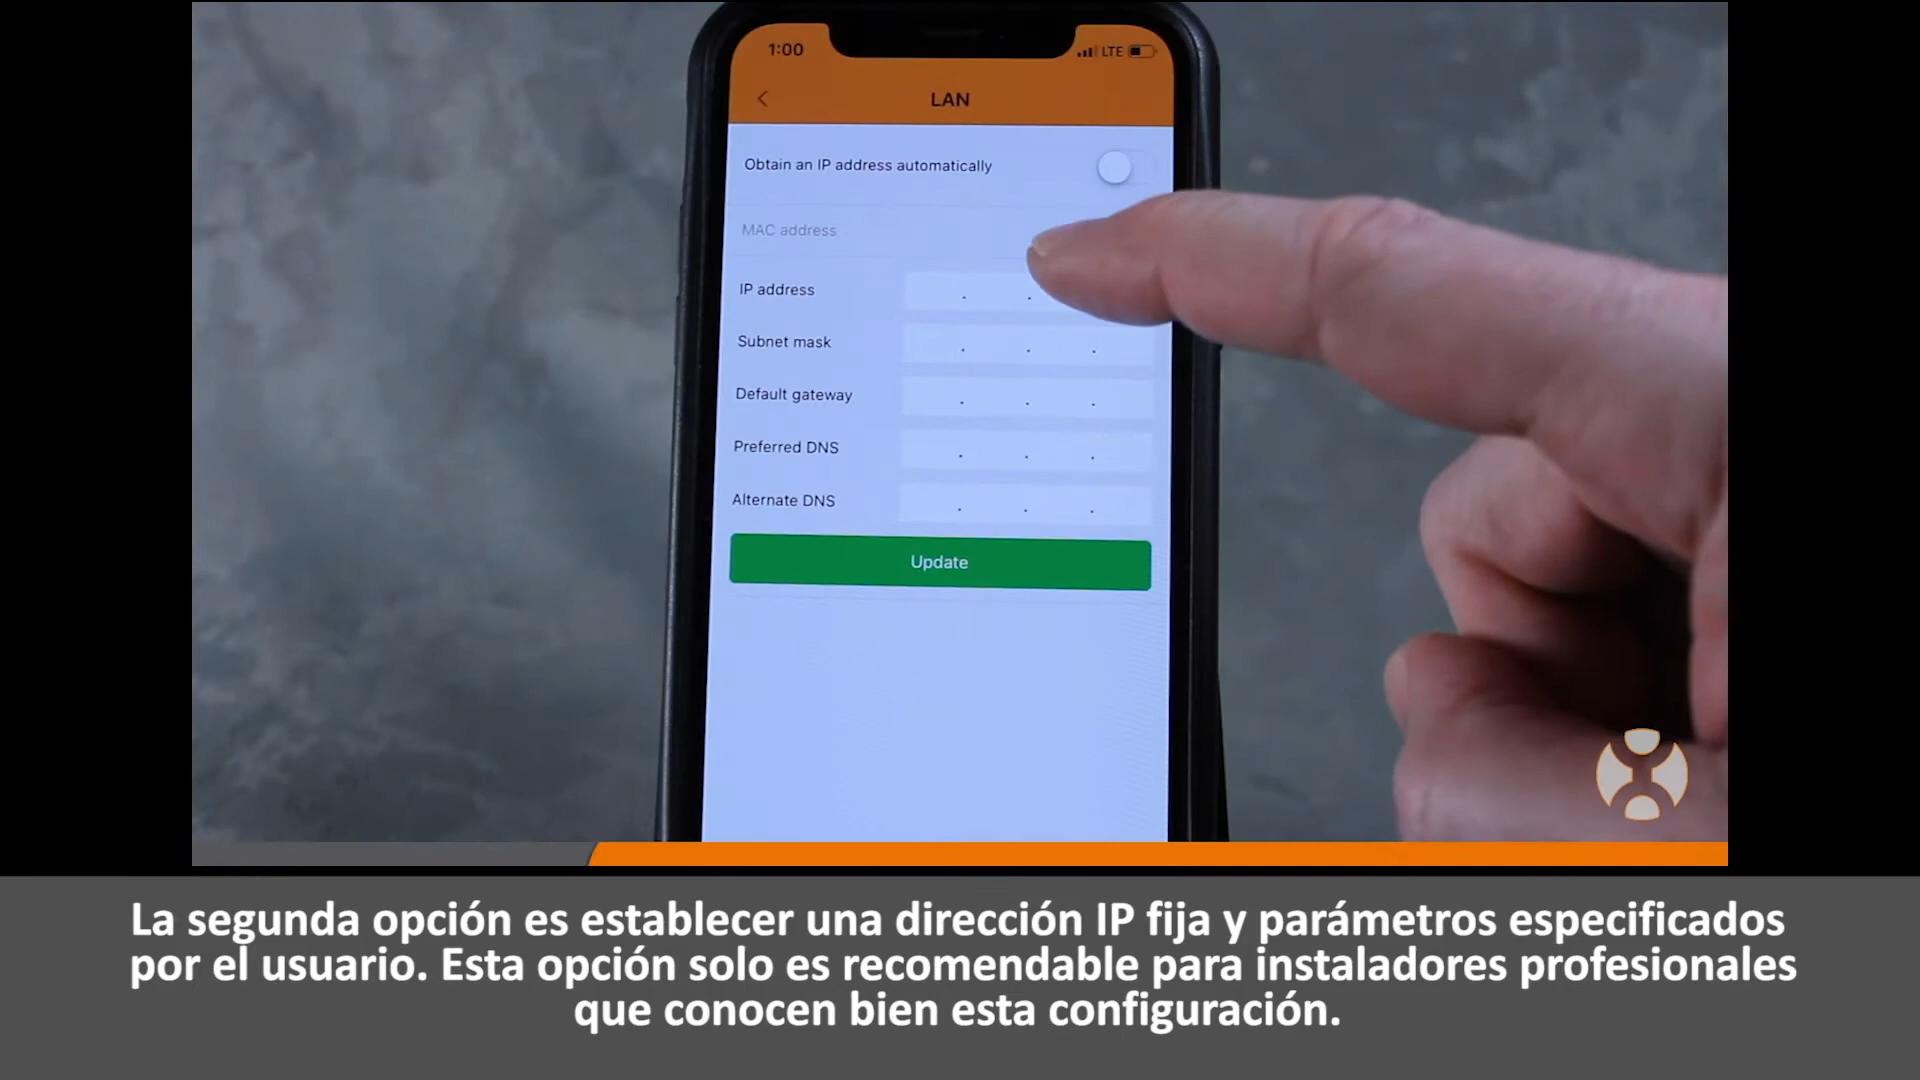 1:00
LTE
LAN
Obtain an IP address automatically
MAC address
IP address
Subnet mask
Default gateway
Preferred DNS
Alternate DNS
Update
La segunda opción es establecer una dirección IP fija y parámetros especificados
por el usuario. Esta opción solo es recomendable para instaladores profesionales
que conocen bien esta configuración.